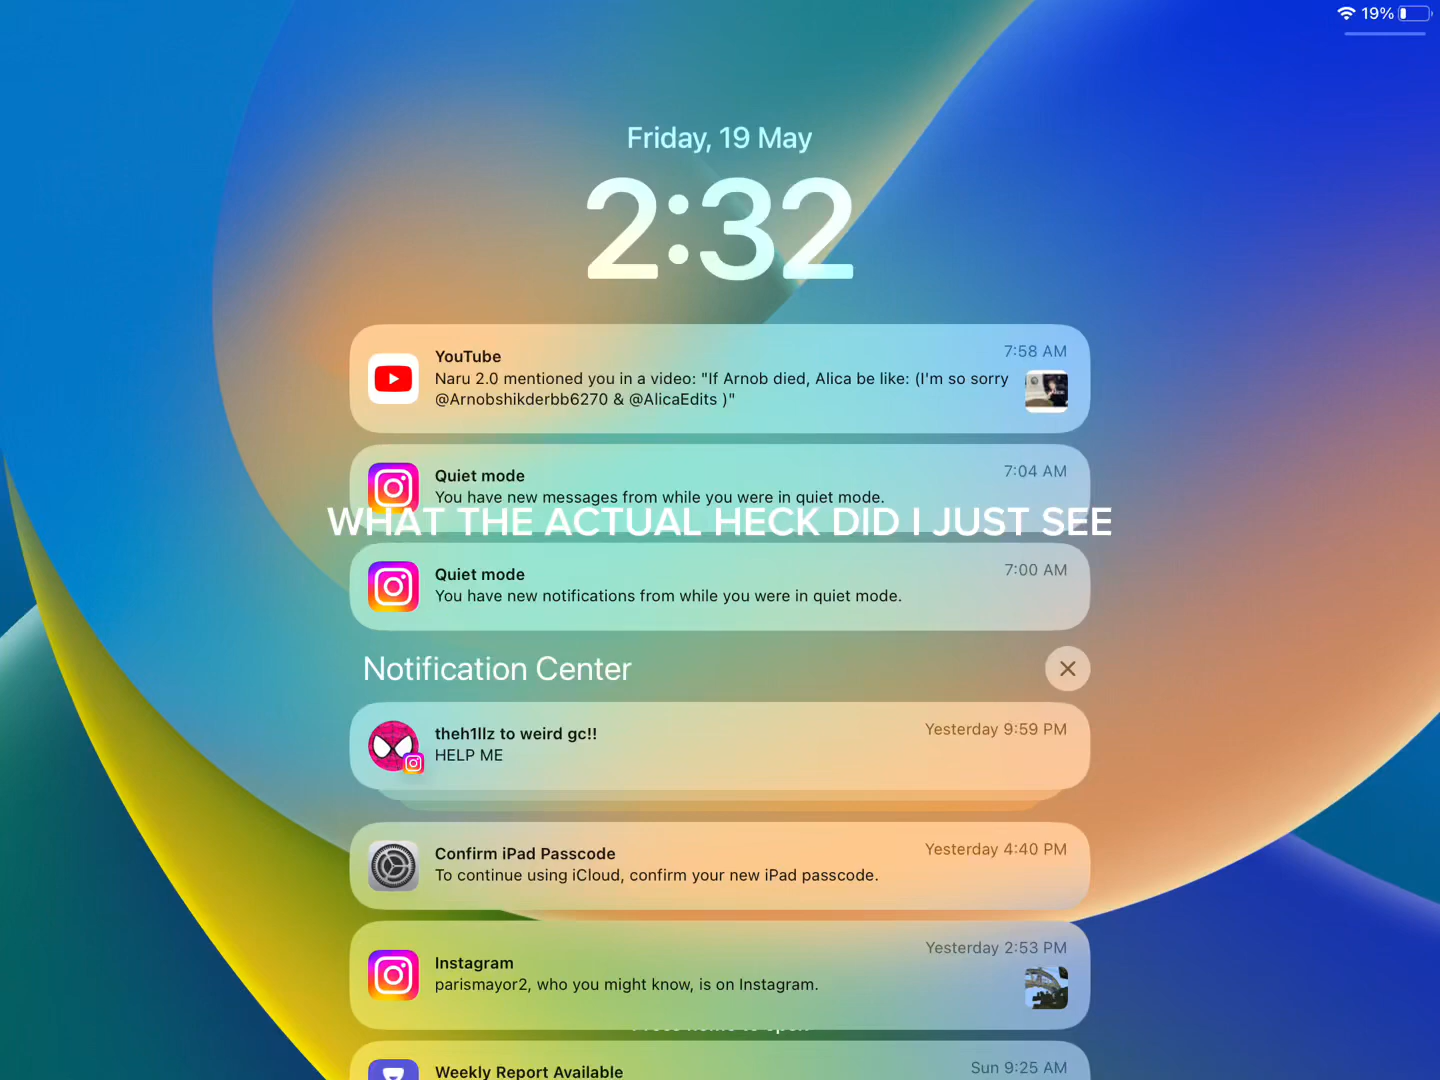 19%
Friday, 19 May
2:32
YouTube
7:58 AM
Naru 2.0 mentioned you in a video: "If Arnob died, Alica be like: (I'm so sorry
@Arnobshikderbb6270 & @AlicaEdits )"
Quiet mode
7:04 AM
You have new messages from while you were in quiet mode.
WHAT THE ACTUAL HECK DID I JUST SEE
Quiet mode
7:00 AM
You have new notifications from while you were in quiet mode.
Notification Center
theh1llz to weird gc!!
Yesterday 9:59 PM
HELP ME
Confirm iPad Passcode
Yesterday 4:40 PM
To continue using iCloud, confirm your new iPad passcode.
Yesterday 2:53 PM
Instagram
parismayor2, who you might know, is on Instagram.
Press home to open
Sun 9:25 AM
Weekly Report Available